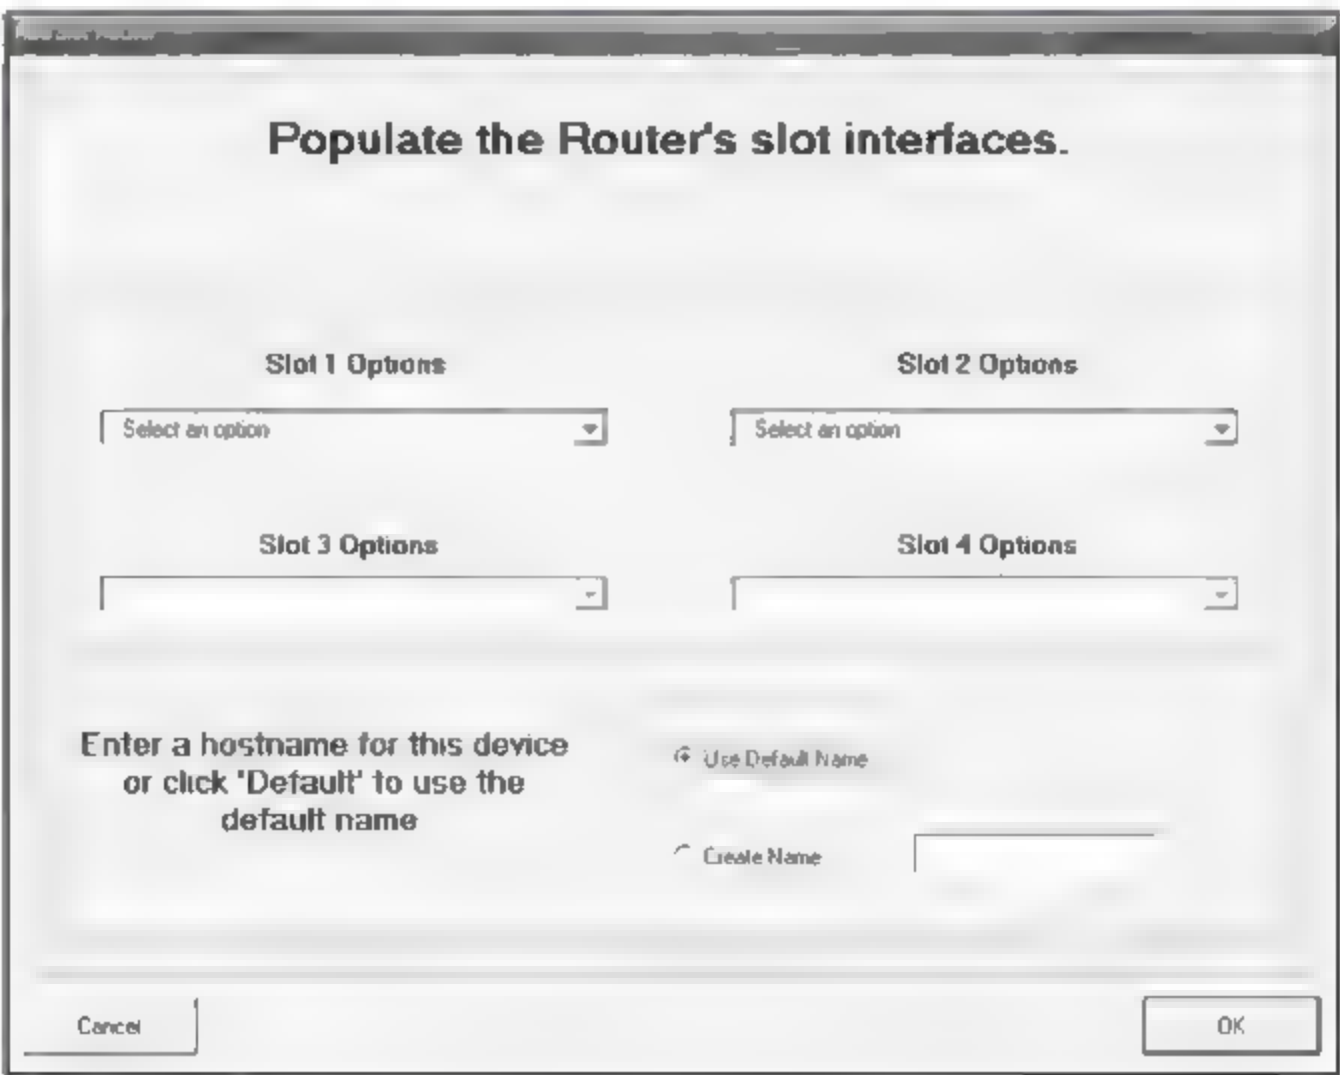 Populate the Router's slot interfaces.
Slot 1 Options
Slot 2 Options
Select an option
Select an option
Slot 3 Options
Slot 4 Options
Enter a hostname for this device
or click 'Default' to use the
default name
Use Default Name
Create Name
Cancel
OK